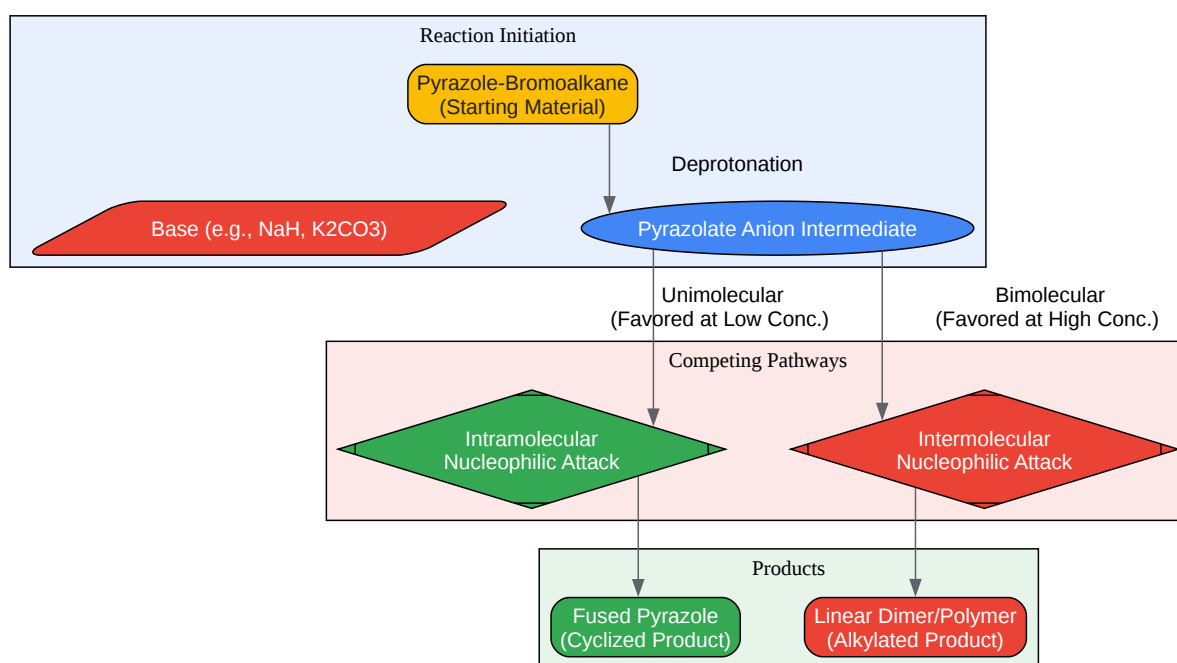 Reaction Initiation
Pyrazole-Bromoalkane
(Starting Material)
Deprotonation
Base (e.g., NaH, K2CO3)
Pyrazolate Anion Intermediate
Unimolecular
(Favored at Low Conc.)
Bimolecular
(Favored at High Conc.)
Competing Pathways
Intramolecular
Nucleophilic Attack
Intermolecular
Nucleophilic Attack
Products
Fused Pyrazole
(Cyclized Product)
Linear Dimer/Polymer
(Alkylated Product)